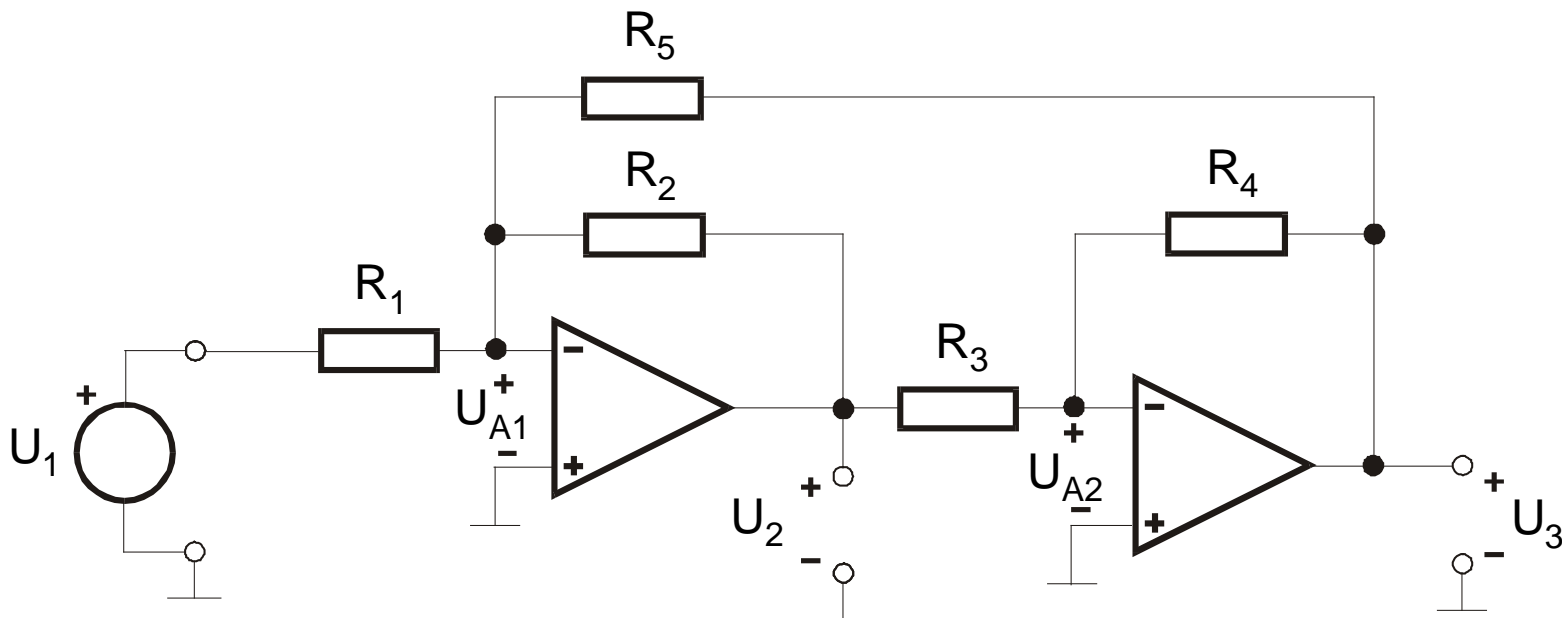 R5
R2
R4
R1
R3
+
-
+
U1
UA1
-
+
-
+
UA2
-
+
+
U2
-
+
U3
-